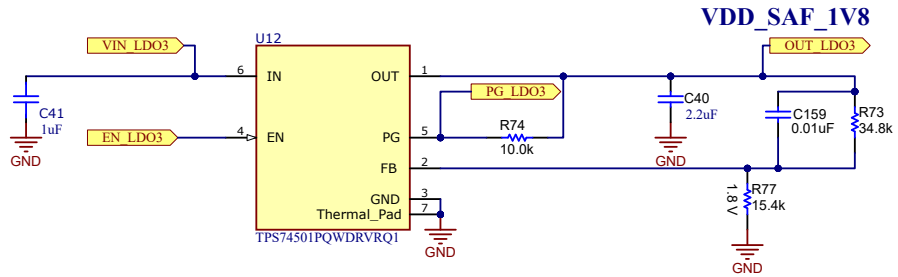 VDD_SAF_1V8
VIN_LDO3
U12
OUT_LDO3
6
IN
OUT
1
PG_LDO3
C41
1uF
C40
2.2uF
C159
0.01uF
R73
34.8k
EN_LDO3
4
EN
PG
5
R74
10.0k
GND
GND
FB
2
GND
3
Thermal_Pad
7
1.8 V
R77
15.4k
TPS74501PQWDRVRQ1
GND
GND